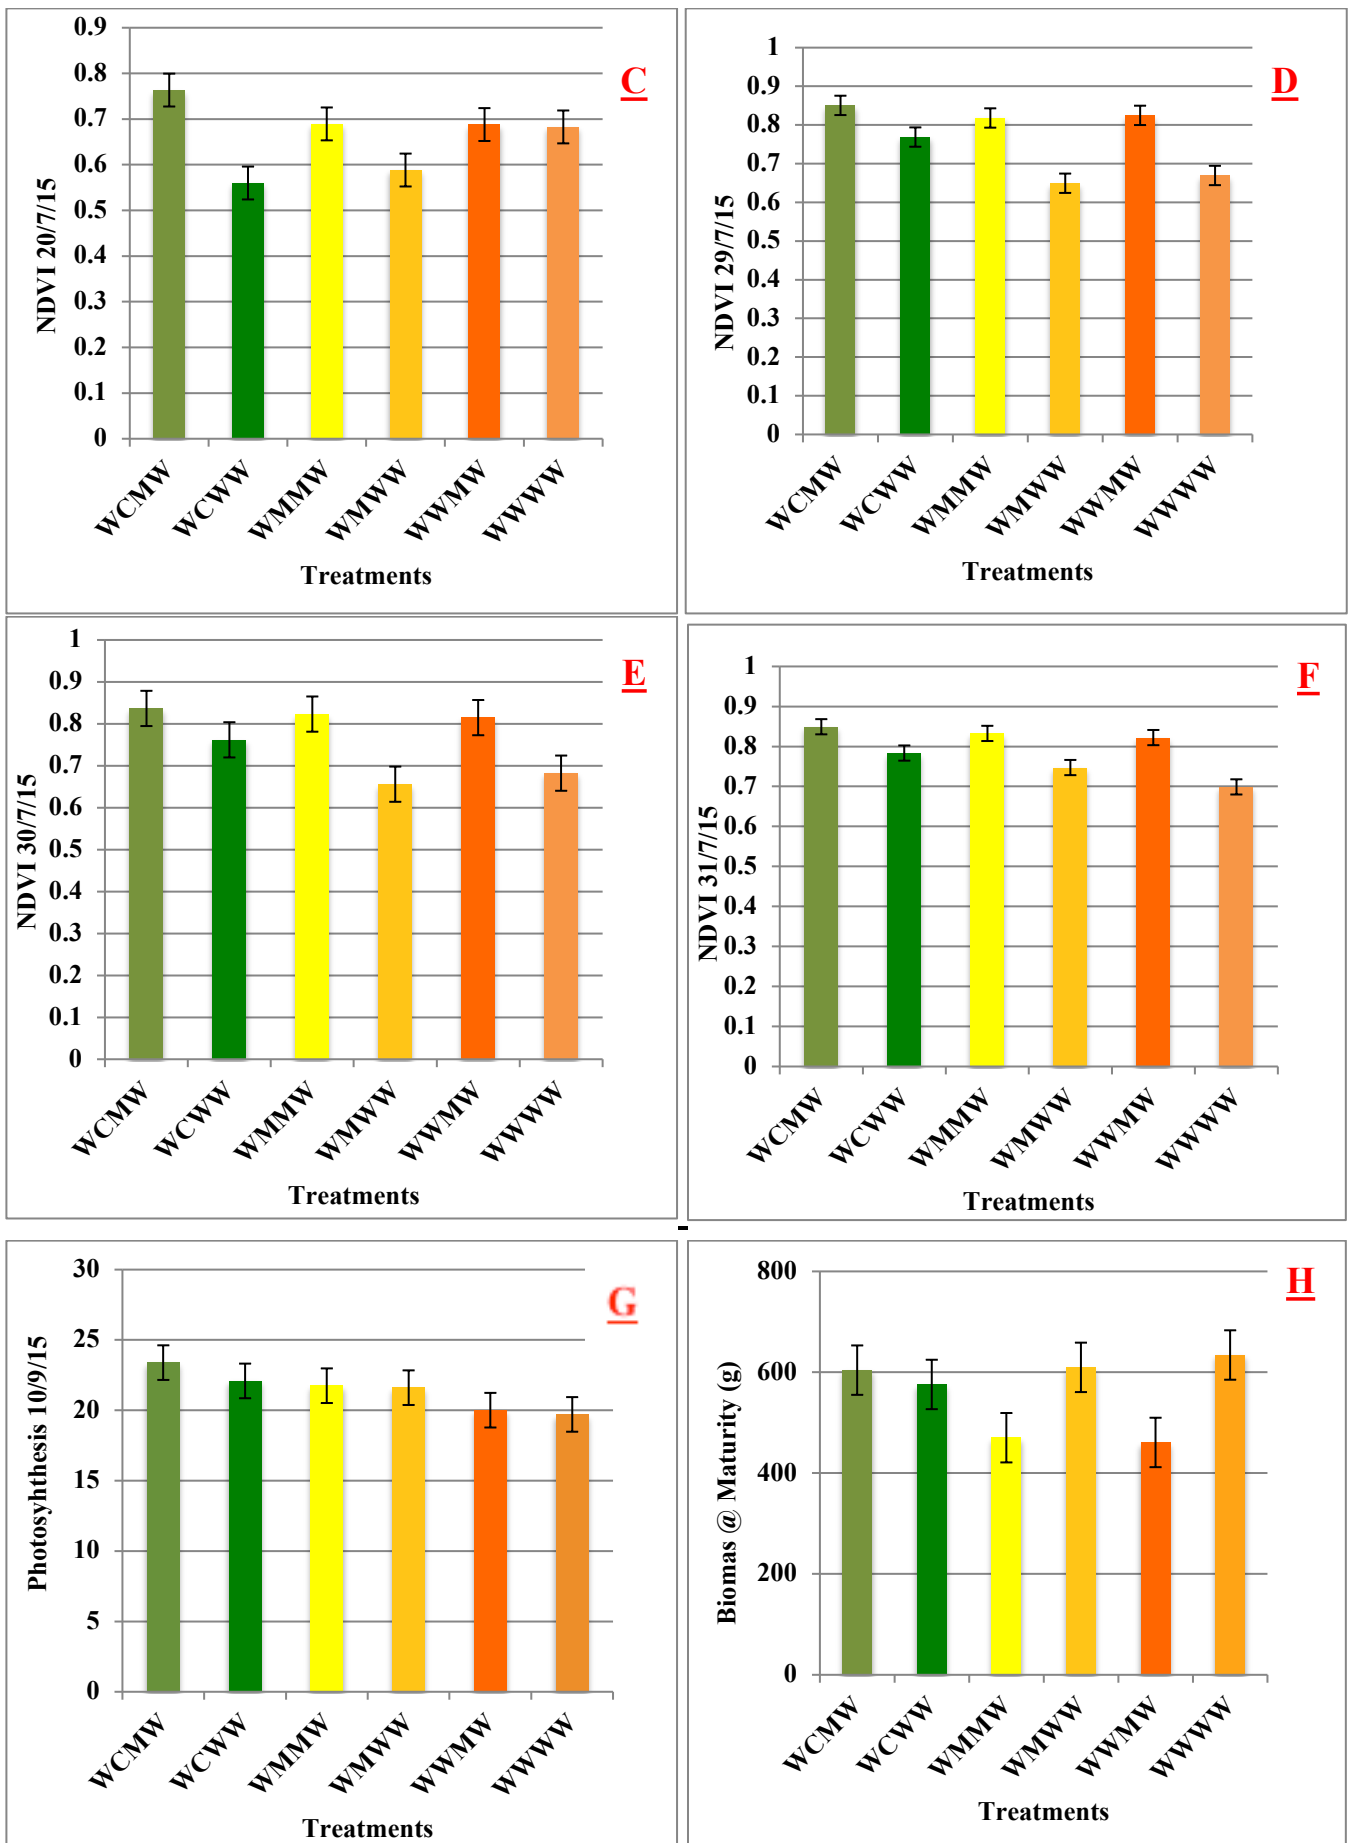 C
NDVI 20/7/15
0.9
0.8
0.7
0.6
0.5
0.4
0.3
0.2
0.1
0
WCMW
WCWW
WMMW
WMWW
WWMW
WWWW
Treatments
D
NDVI 29/7/15
1
0.9
0.8
0.7
0.6
0.5
0.4
0.3
0.2
0.1
0
WCMW
WCWW
WMMW
WMWW
WWMW
WWWW
Treatments
E
NDVI 30/7/15
1
0.9
0.8
0.7
0.6
0.5
0.4
0.3
0.2
0.1
0
WCMW
WCWW
WMMW
WMWW
WWMW
WWWW
Treatments
F
NDVI 31/7/15
1
0.9
0.8
0.7
0.6
0.5
0.4
0.3
0.2
0.1
0
WCMW
WCWW
WMMW
WMWW
WWMW
WWWW
Treatments
G
Photosyhthesis 10/9/15
30
25
20
15
10
5
0
WCMW
WCWW
WMMW
WMWW
WWMW
WWWW
Treatments
H
Biomas @ Maturity (g)
800
600
400
200
0
WCMW
WCWW
WMMW
WMWW
WWMW
WWWW
Treatments